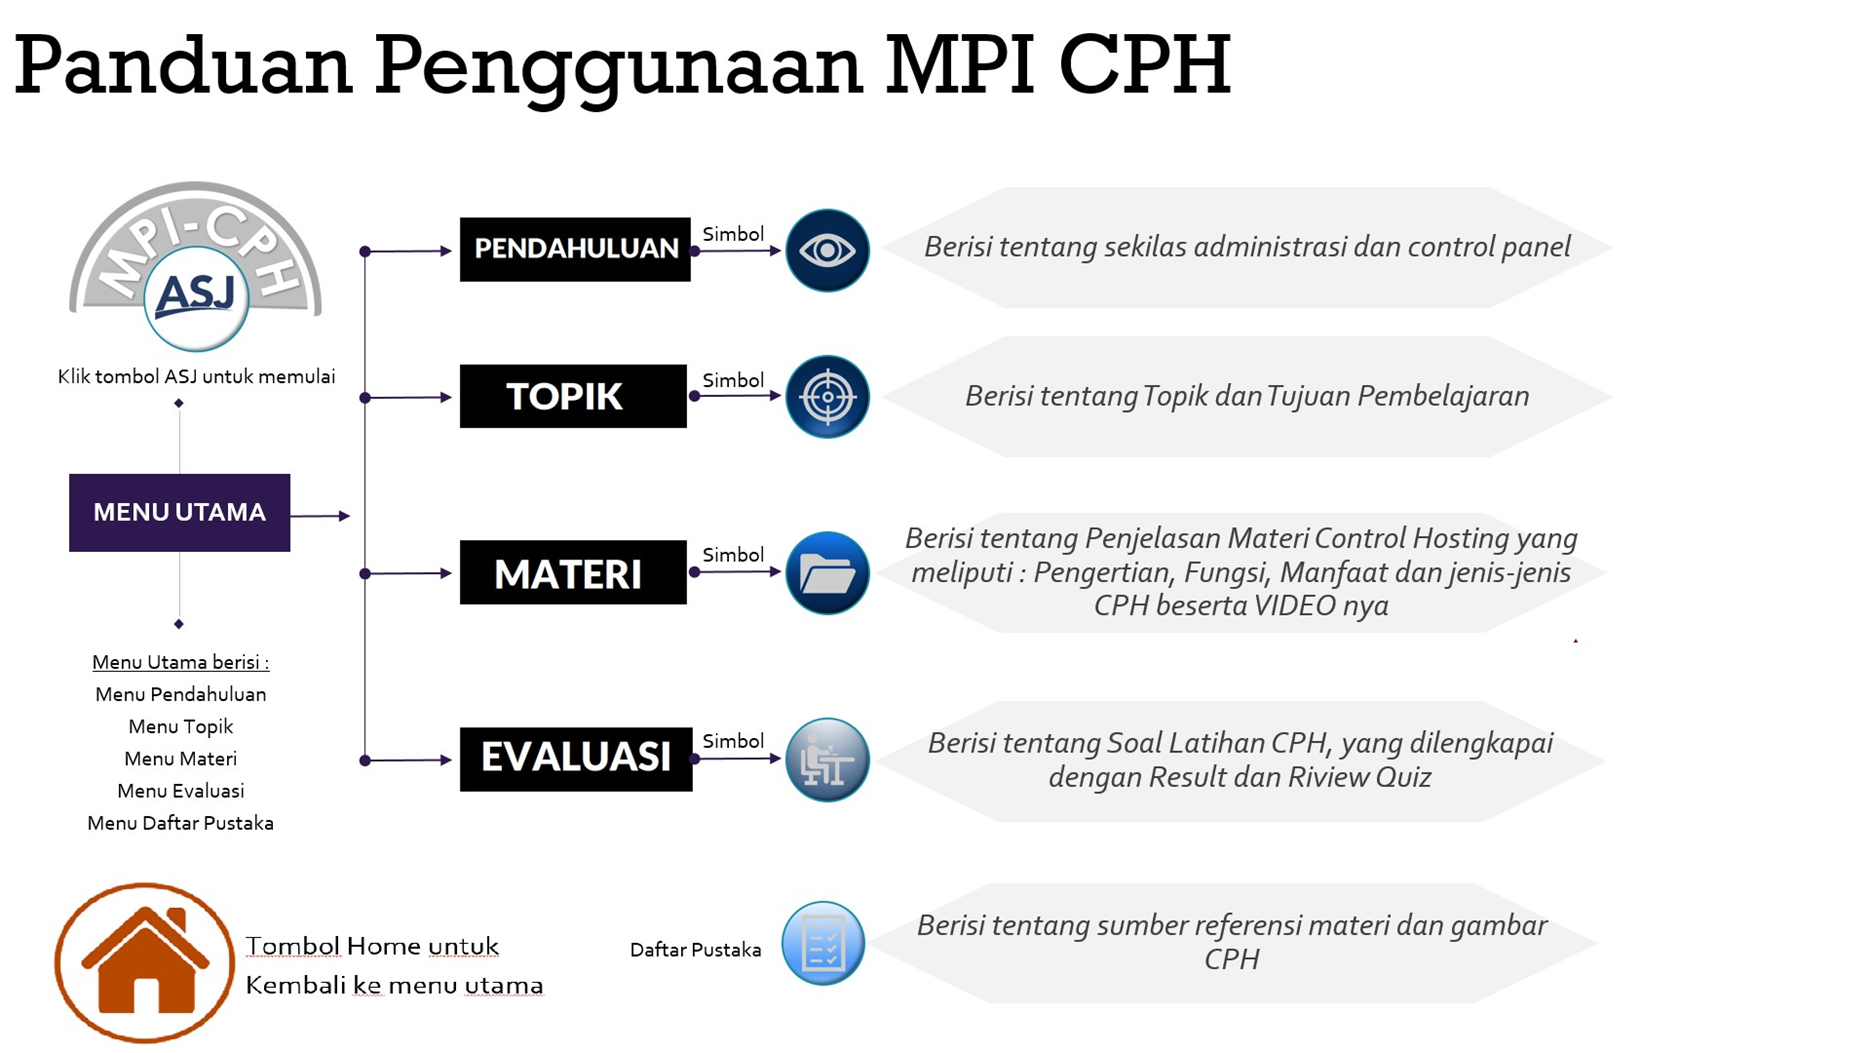 Panduan Penggunaan MPI CPH
MPI-CPH
ASJ
Klik tombol ASJ untuk memulai
MENU UTAMA
Menu Utama berisi :
Menu Pendahuluan
Menu Topik
Menu Materi
Menu Evaluasi
Menu Daftar Pustaka
PENDAHULUAN
Simbol
Berisi tentang sekilas administrasi dan control panel
TOPIK
Simbol
Berisi tentang Topik dan Tujuan Pembelajaran
MATERI
Simbol
Berisi tentang Penjelasan Materi Control Hosting yang
meliputi : Pengertian, Fungsi, Manfaat dan jenis-jenis
CPH beserta VIDEO nya
EVALUASI
Simbol
Berisi tentang Soal Latihan CPH, yang dilengkapai
dengan Result dan Riview Quiz
Tombol Home untuk
Kembali ke menu utama
Daftar Pustaka
Berisi tentang sumber referensi materi dan gambar
CPH